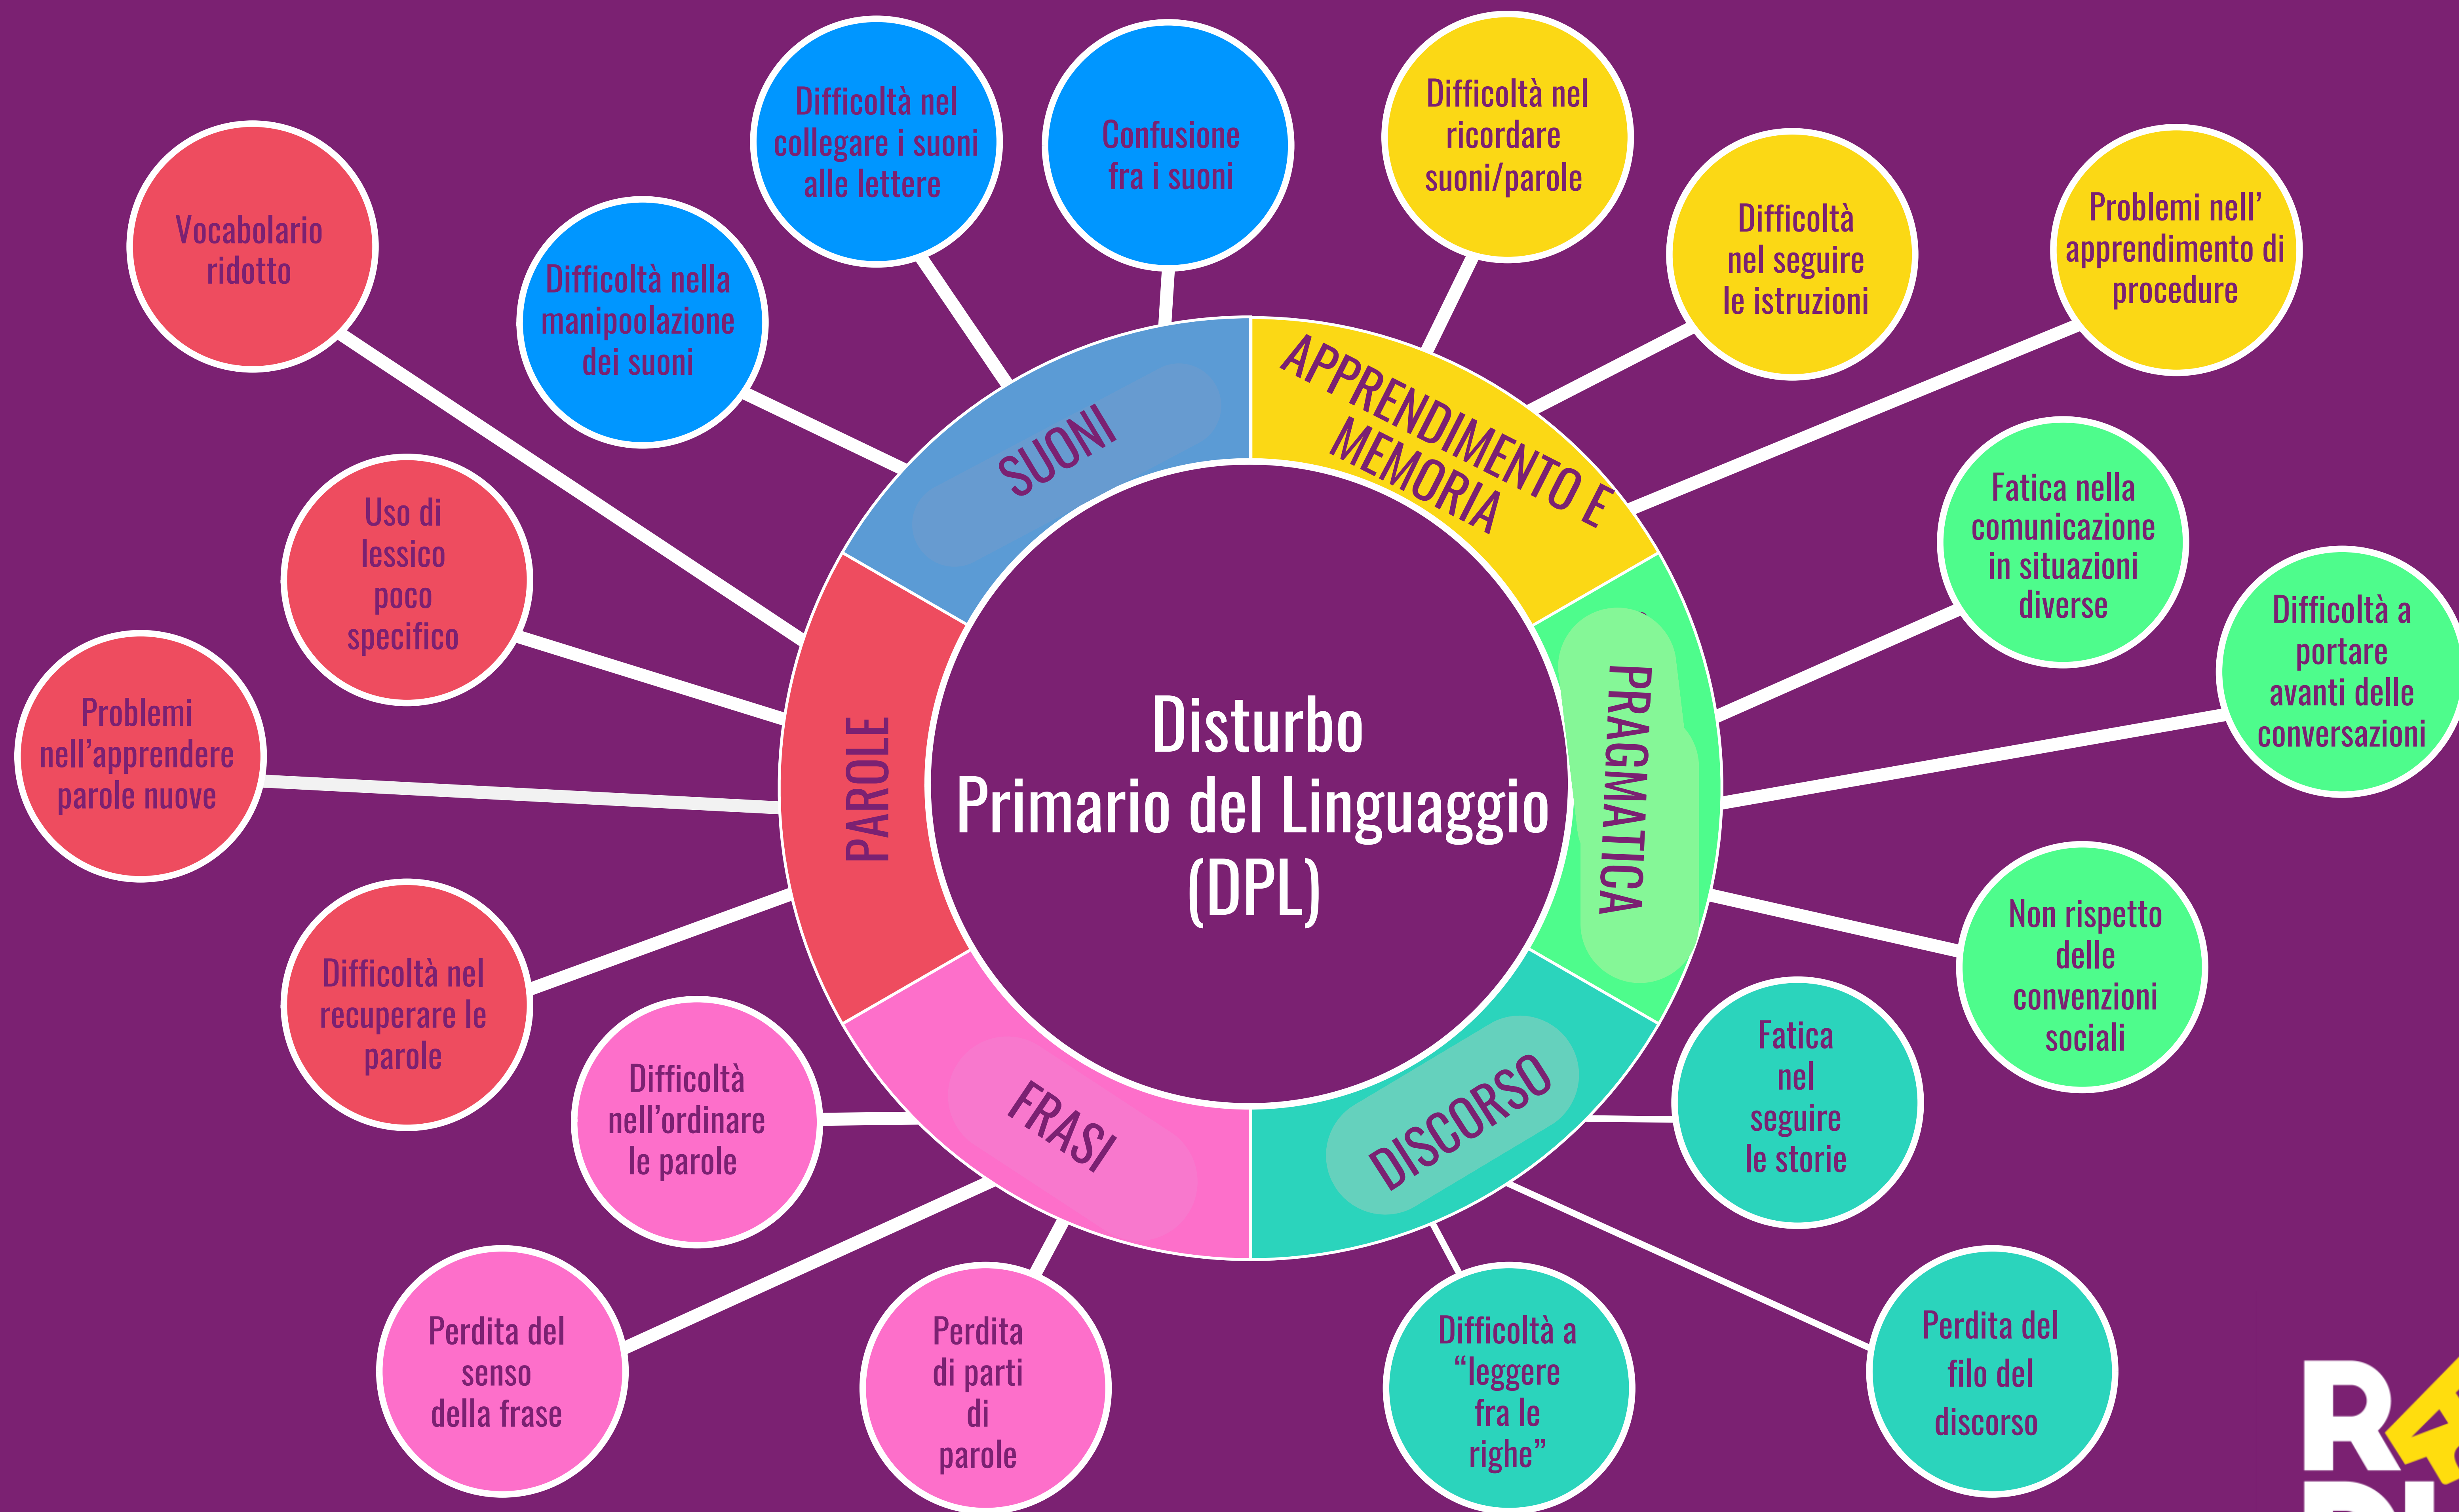 Disturbo
Primario del Linguaggio
(DPL)
SUONI
Difficoltà nella
manipoolazione
dei suoni
Difficoltà nel
collegare i suoni
alle lettere
Confusione
fra i suoni
APPRENDIMENTO E
MEMORIA
Difficoltà nel
ricordare
suoni/parole
Difficoltà
nel seguire
le istruzioni
Problemi nell’
apprendimento di
procedure
PRAGMATICA
Fatica nella
comunicazione
in situazioni
diverse
Difficoltà a
portare
avanti delle
conversazioni
Non rispetto
delle
convenzioni
sociali
DISCORSO
Fatica
nel
seguire
le storie
Perdita del
filo del
discorso
Difficoltà a
“leggere
fra le
righe”
FRASI
Difficoltà
nell’ordinare
le parole
Perdita del
senso
della frase
Perdita
di parti
di
parole
PAROLE
Vocabolario
ridotto
Uso di
lessico
poco
specifico
Problemi
nell’apprendere
parole nuove
Difficoltà nel
recuperare le
parole